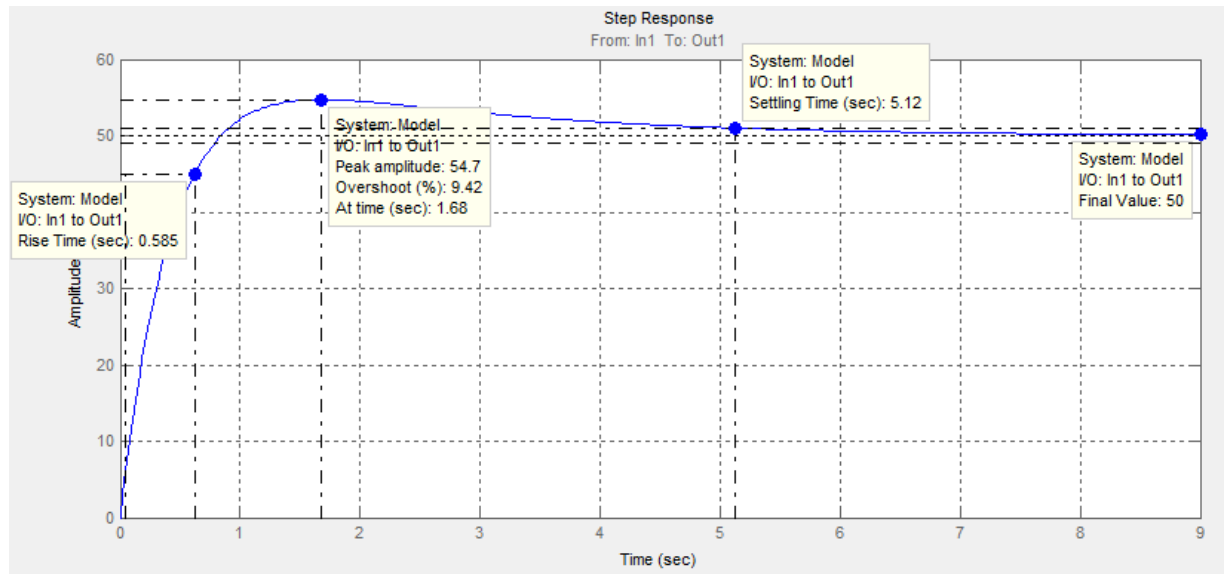 Step Response
From: In1 To: Out1
System: Model
I/O: In1 to Out1
Settling Time (sec): 5.12
System: Model
I/O: In1 to Out1
Peak amplitude: 54.7
Overshoot (%): 9.42
At time (sec): 1.68
System: Model
I/O: In1 to Out1
Final Value: 50
System: Model
I/O: In1 to Out1
Rise Time (sec): 0.585
Amplitude
60
50
30
20
10
0
0 1 2 3 4 5 6 7 8 9
Time (sec)